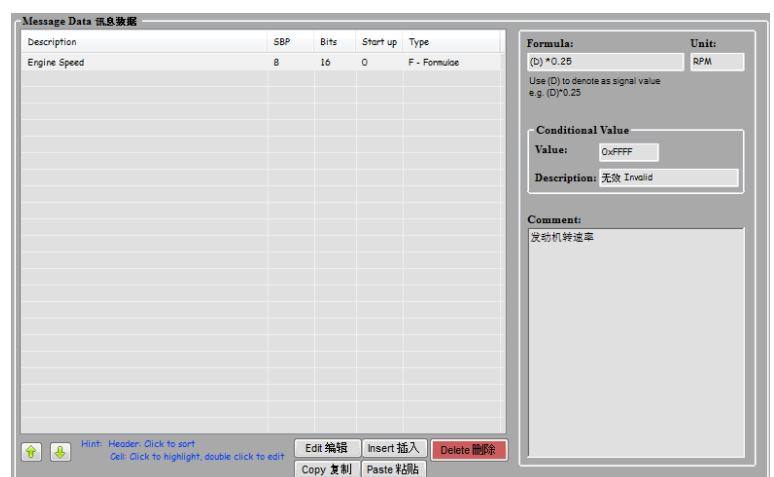 Message Data 讯息数据
Description SBP Bits Start up Type
Engine Speed 8 16 0 F - Formulae
Hint: Header: Click to sort
Cell: Click to highlight, double click to edit
Edit 编辑 Insert 插入 Delete 删除
Copy 复制 Paste 粘贴
Formula: Unit:
(D) *0.25 RPM
Use (D) to denote as signal value
e.g. (D)*0.25
Conditional Value
Value: 0xFFFF
Description: 无效 Invalid
Comment:
发动机转速率